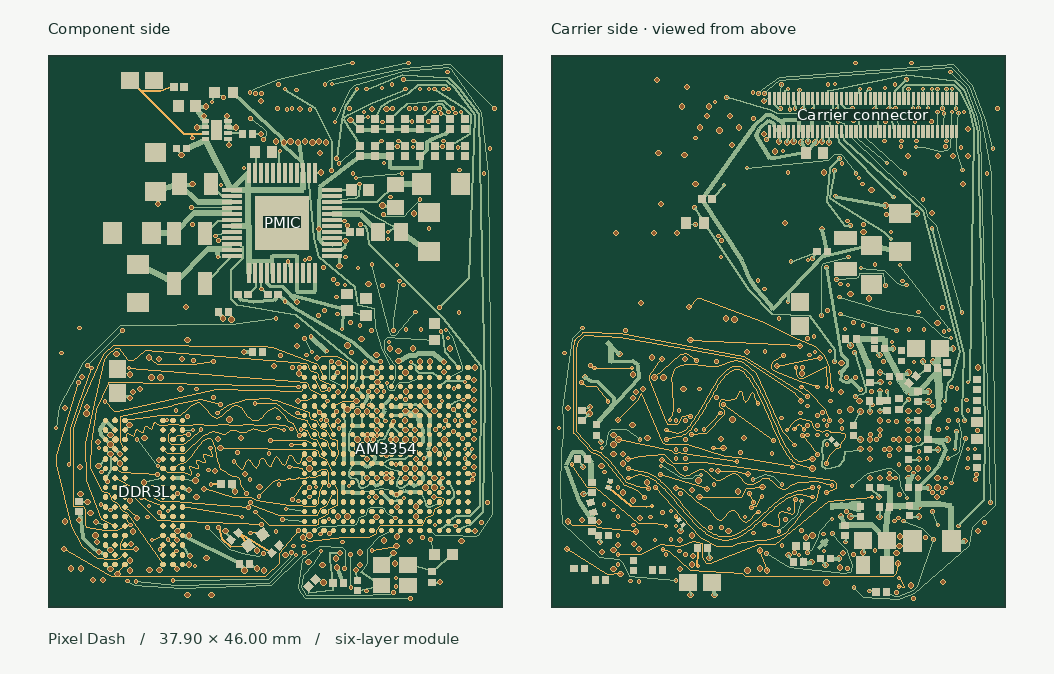 Component side
Carrier side · viewed from above
Carrier connector
PMIC
AM3354
DDR3L
Pixel Dash / 37.90 × 46.00 mm / six-layer module